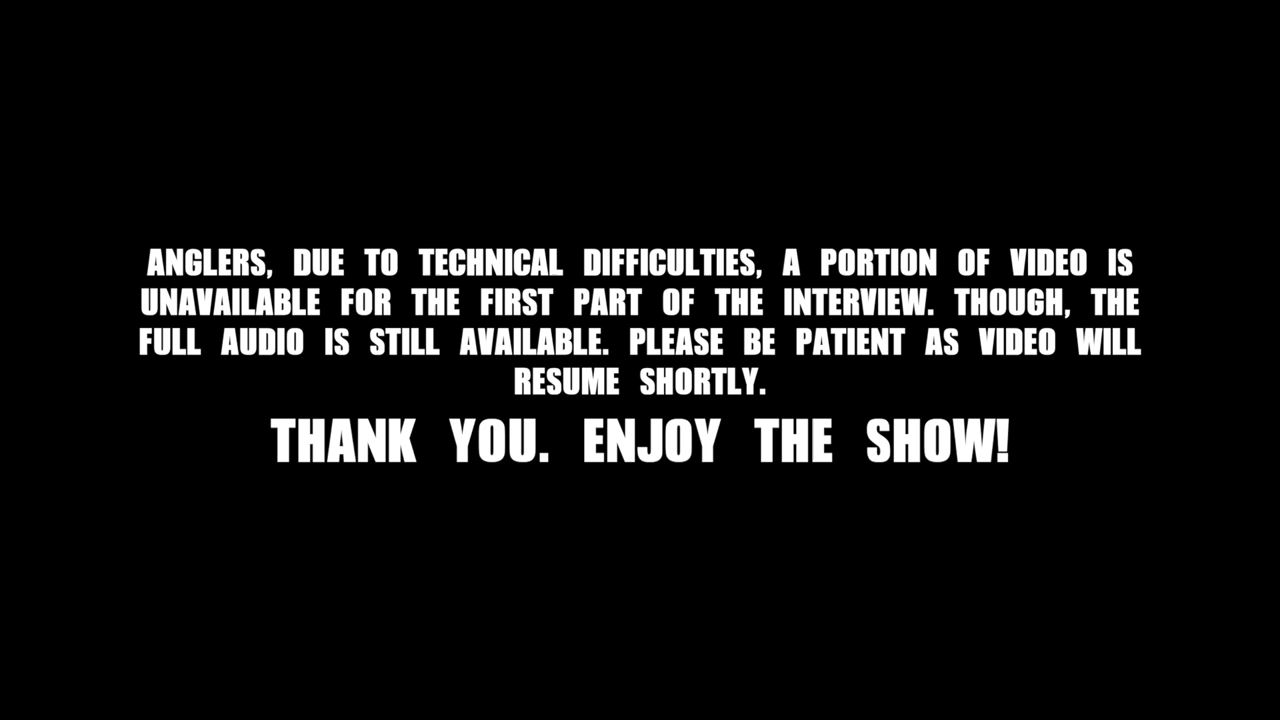 ANGLERS, DUE TO TECHNICAL DIFFICULTIES, A PORTION OF VIDEO IS
UNAVAILABLE FOR THE FIRST PART OF THE INTERVIEW. THOUGH, THE
FULL AUDIO IS STILL AVAILABLE. PLEASE BE PATIENT AS VIDEO WILL
RESUME SHORTLY.
THANK YOU. ENJOY THE SHOW!